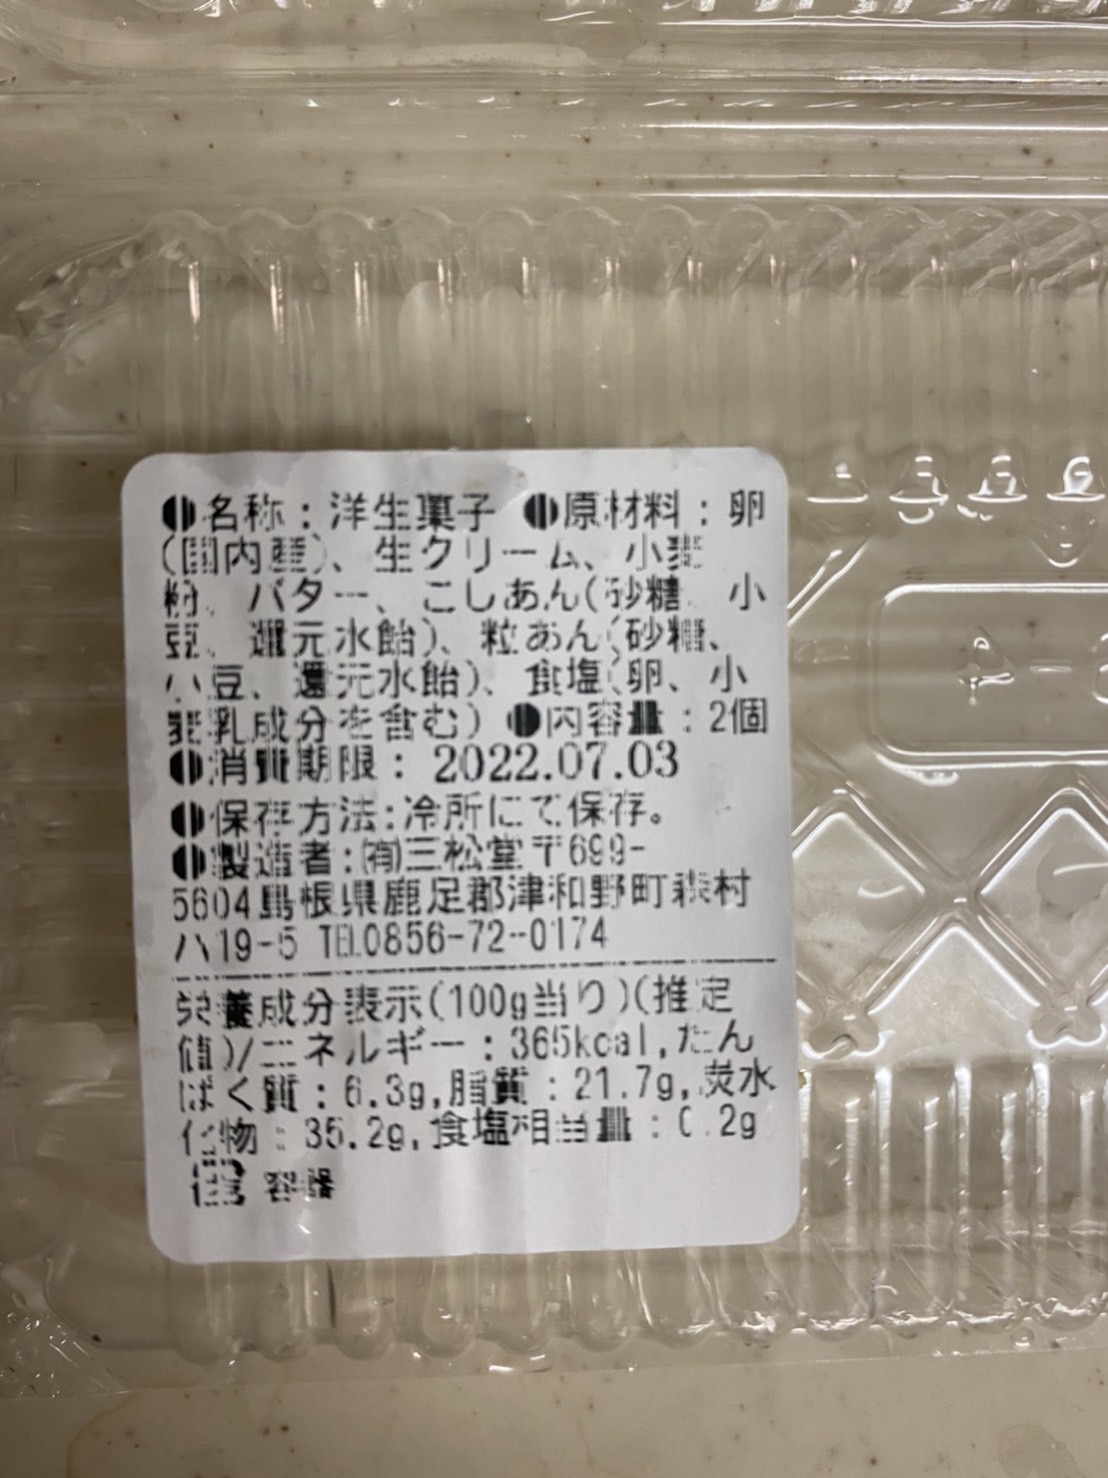 ●名称：洋生菓子 ●原材料：卵
(国内産)、生クリーム、小麦
粉、バター、こしあん(砂糖、小
豆、還元水飴)、粒あん(砂糖、
小豆、還元水飴)、食塩(卵、小
麦乳成分を含む) ●内容量：2個
●消費期限：2022.07.03
●保存方法:冷所にて保存。
●製造者:㈲三松堂〒699-
5604島根県鹿足郡津和野町森村
ハ19-5 TEL0856-72-0174
栄養成分表示(100g当り)(推定
値)/エネルギー：365kcal,たん
ぱく質：6.3g,脂質：21.7g,炭水
化物：35.2g,食塩相当量：0.2g
容器